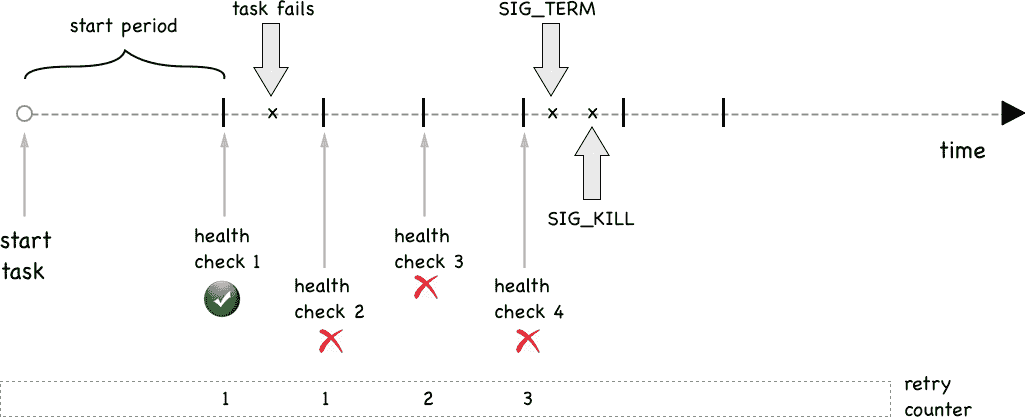 task fails
SIG_TERM
start period
time
SIG_KILL
start
task
health
check 1
health
check 3
health
check 2
health
check 4
1 1 2 3
retry
counter